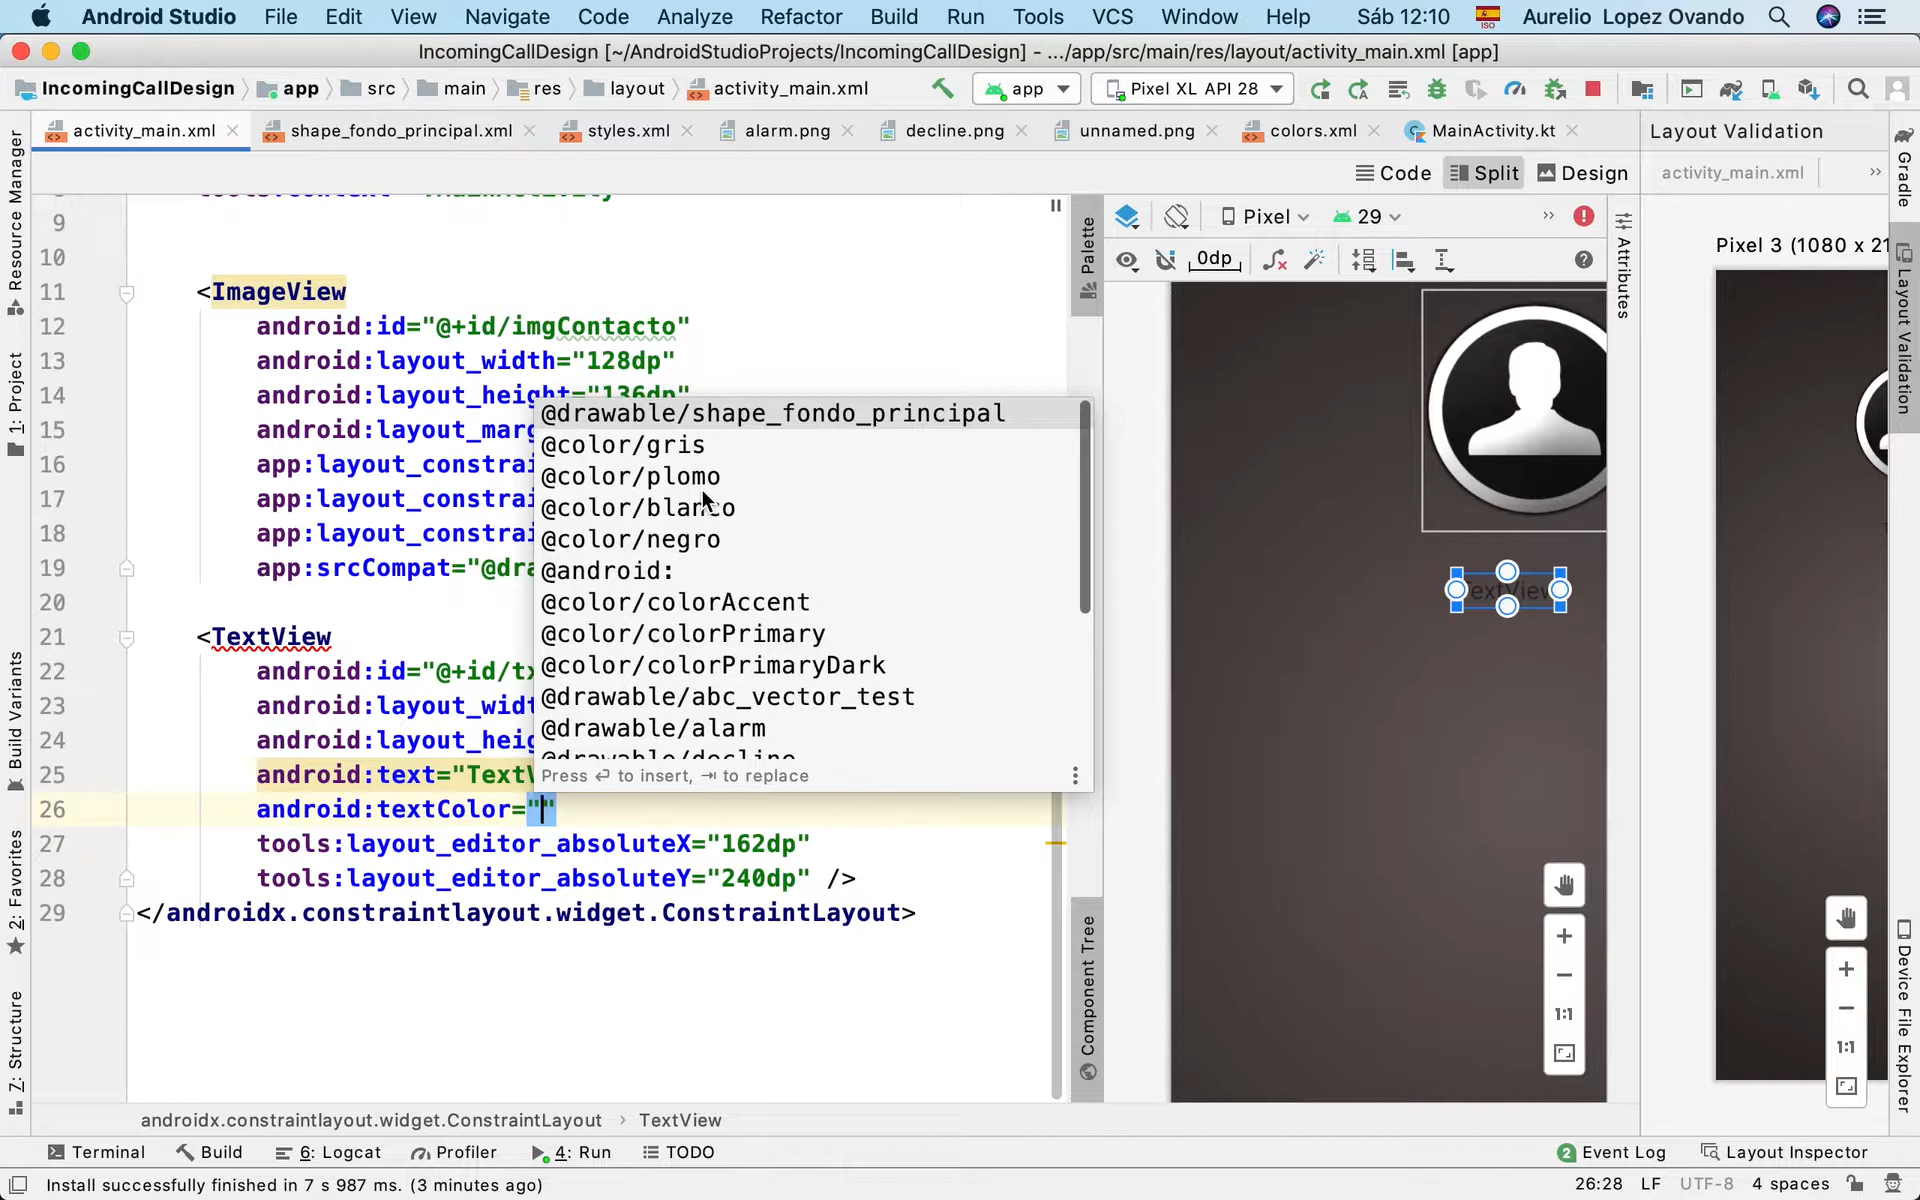 Android Studio File Edit View Navigate Code Analyze Refactor Build Run Tools VCS Window Help Sáb 12:10 ISO Aurelio Lopez Ovando
IncomingCallDesign [~/AndroidStudioProjects/IncomingCallDesign] - .../app/src/main/res/layout/activity_main.xml [app]
IncomingCallDesign app src main res layout activity_main.xml app Pixel XL API 28
activity_main.xml shape_fondo_principal.xml styles.xml alarm.png decline.png unnamed.png colors.xml MainActivity.kt Layout Validation
Code Split Design activity_main.xml
9
Pixel 29
10
0dp
Pixel 3 (1080 x 21
11 <ImageView
12 android:id="@+id/imgContacto"
13 android:layout_width="128dp"
14 android:layout_height="136dp"
15 android:layout_marg
16 app:layout_constrai
17 app:layout_constrai
18 app:layout_constrai
19 app:srcCompat="@dra
20
21 <TextView
22 android:id="@+id/tx
23 android:layout_widt
24 android:layout_heig
25 android:text="TextV
26 android:textColor=""
27 tools:layout_editor_absoluteX="162dp"
28 tools:layout_editor_absoluteY="240dp" />
29 </androidx.constraintlayout.widget.ConstraintLayout>
@drawable/shape_fondo_principal
@color/gris
@color/plomo
@color/blanco
@color/negro
@android:
@color/colorAccent
@color/colorPrimary
@color/colorPrimaryDark
@drawable/abc_vector_test
@drawable/alarm
@drawable/decline
Press ↵ to insert, ⇥ to replace
TextView
1:1
1:1
Resource Manager
1: Project
Build Variants
2: Favorites
Z: Structure
Palette
Component Tree
Attributes
Gradle
Layout Validation
Device File Explorer
androidx.constraintlayout.widget.ConstraintLayout › TextView
Terminal Build 6: Logcat Profiler 4: Run TODO 2 Event Log Layout Inspector
Install successfully finished in 7 s 987 ms. (3 minutes ago) 26:28 LF UTF-8 4 spaces